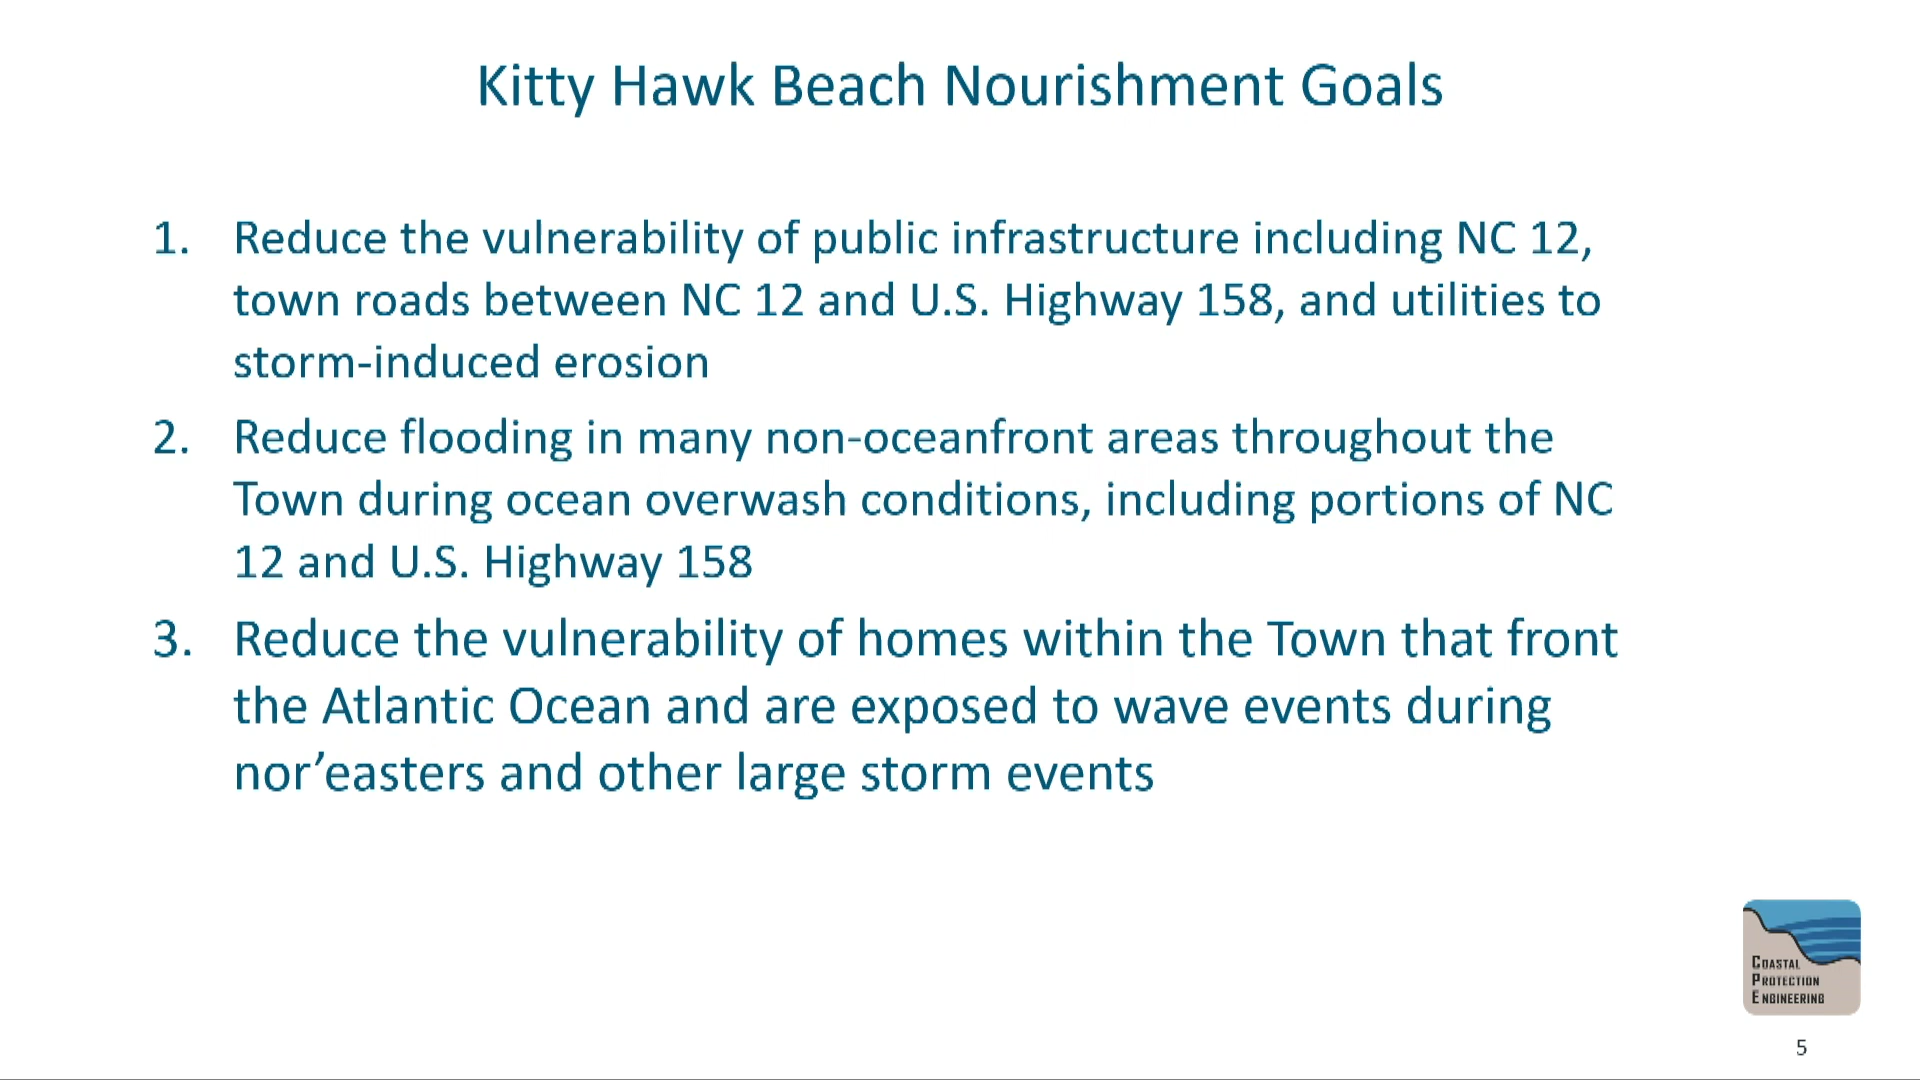 Kitty Hawk Beach Nourishment Goals
1. Reduce the vulnerability of public infrastructure including NC 12,
town roads between NC 12 and U.S. Highway 158, and utilities to
storm-induced erosion
2. Reduce flooding in many non-oceanfront areas throughout the
Town during ocean overwash conditions, including portions of NC
12 and U.S. Highway 158
3. Reduce the vulnerability of homes within the Town that front
the Atlantic Ocean and are exposed to wave events during
nor’easters and other large storm events
COASTAL
PROTECTION
ENGINEERING
5